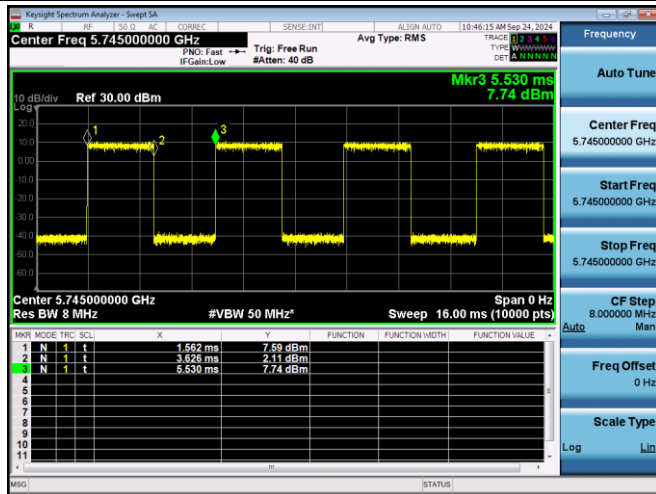 Keysight Spectrum Analyzer - Swept SA
R RF 50 Ω AC CORREC SENSE:INT ALIGN AUTO 10:46:15 AM Sep 24, 2024
Center Freq 5.745000000 GHz
PNO: Fast
IFGain:Low
Trig: Free Run
#Atten: 40 dB
Avg Type: RMS
TRACE 1 2 3 4 5 6
TYPE WWWWWW
DET A N N N N N
Mkr3 5.530 ms
7.74 dBm
10 dB/div Ref 30.00 dBm
Log
20.0
10.0
0.00
-10.0
-20.0
-30.0
-40.0
-50.0
-60.0
1
2
3
Center 5.745000000 GHz Span 0 Hz
Res BW 8 MHz #VBW 50 MHz* Sweep 16.00 ms (10000 pts)
MKR MODE TRC SCL X Y FUNCTION FUNCTION WIDTH FUNCTION VALUE
1 N 1 t 1.562 ms 7.59 dBm
2 N 1 t 3.626 ms 2.11 dBm
3 N 1 t 5.530 ms 7.74 dBm
4
5
6
7
8
9
10
11
MSG STATUS
Frequency
Auto Tune
Center Freq
5.745000000 GHz
Start Freq
5.745000000 GHz
Stop Freq
5.745000000 GHz
CF Step
8.000000 MHz
Auto Man
Freq Offset
0 Hz
Scale Type
Log Lin